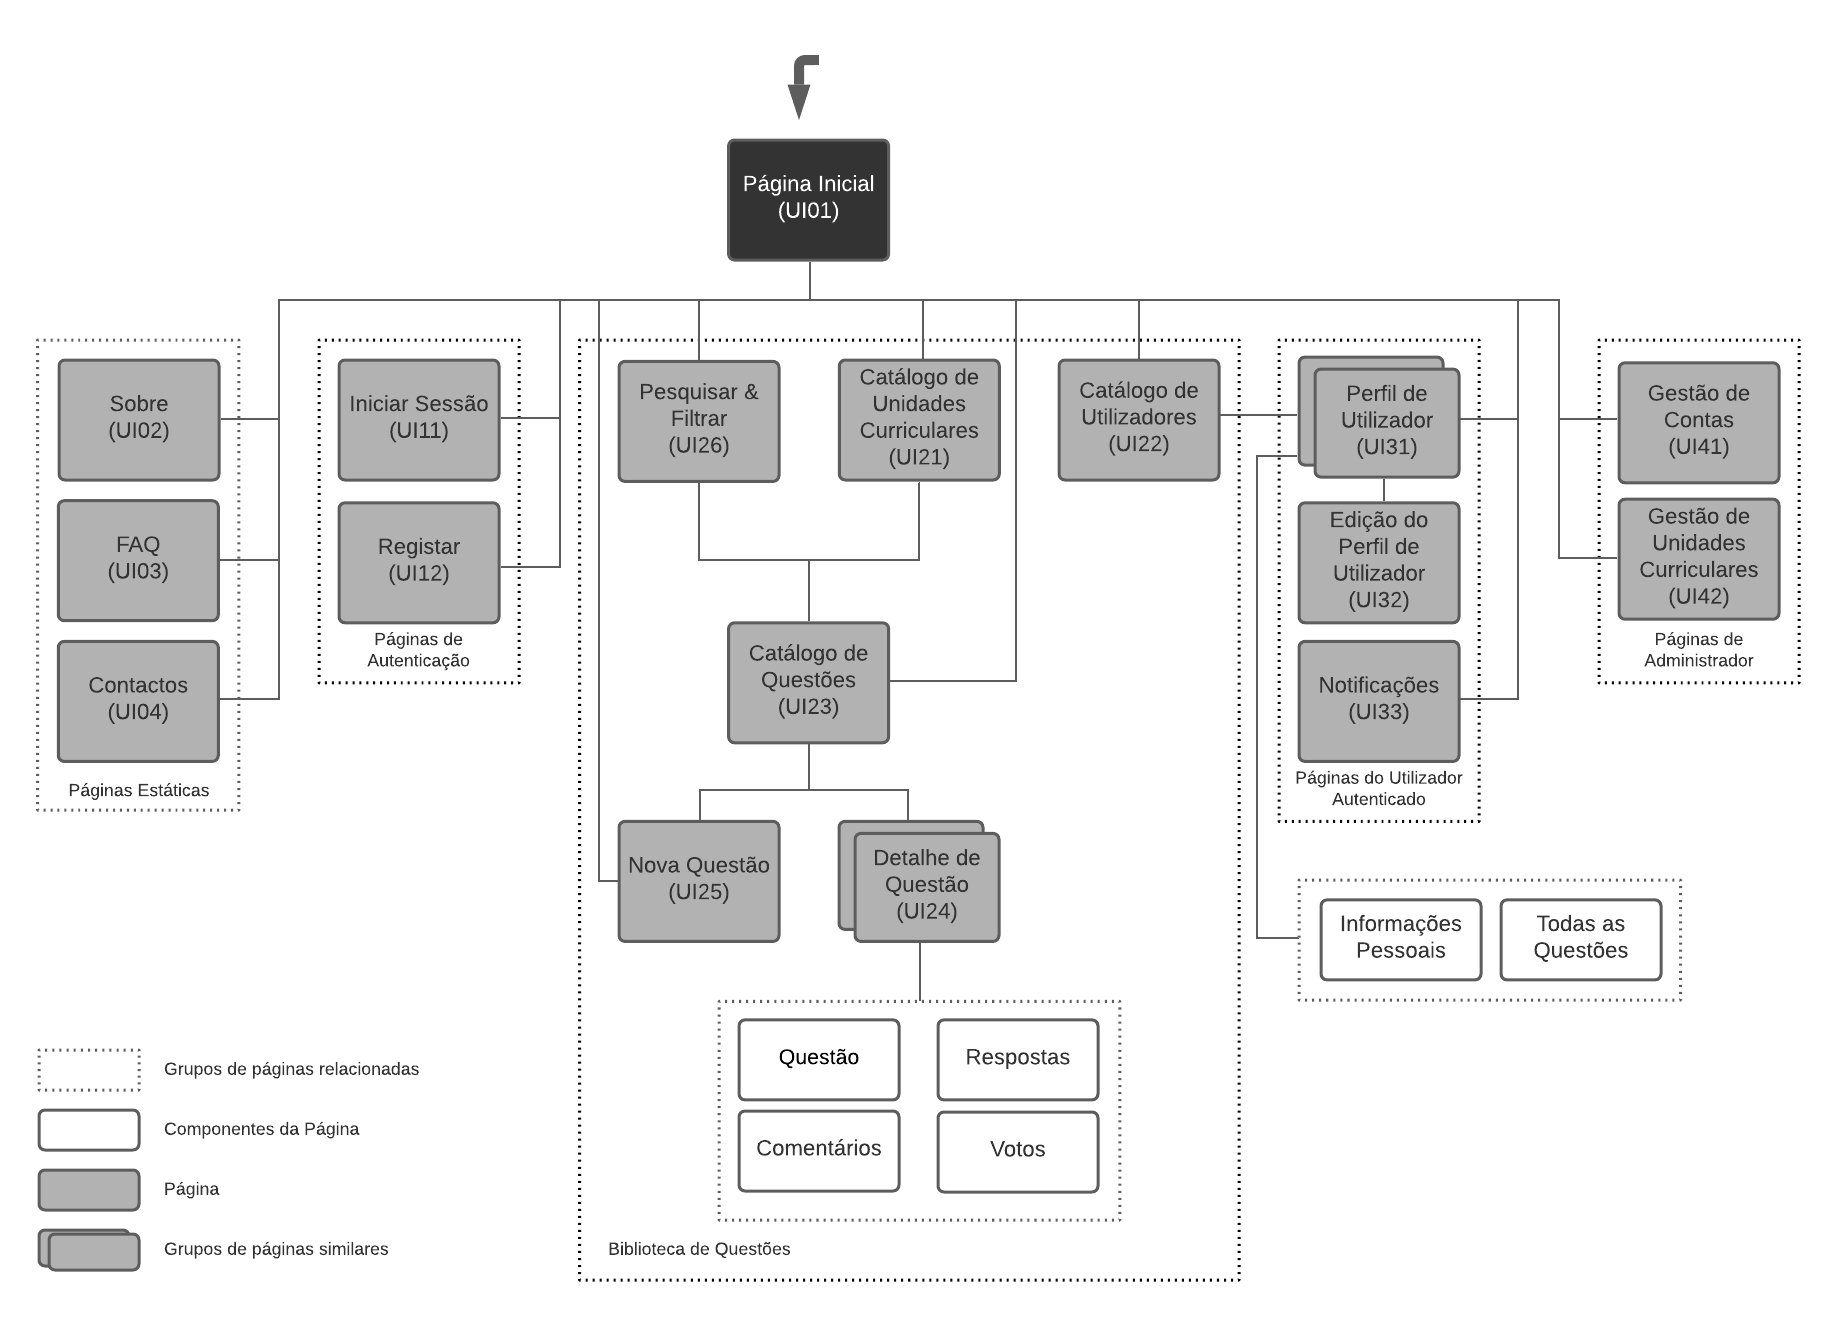 Página Inicial
(UI01)
Sobre
(UI02)
FAQ
(UI03)
Contactos
(UI04)
Páginas Estáticas
Iniciar Sessão
(UI11)
Registar
(UI12)
Páginas de
Autenticação
Pesquisar &
Filtrar
(UI26)
Catálogo de
Unidades
Curriculares
(UI21)
Catálogo de
Utilizadores
(UI22)
Catálogo de
Questões
(UI23)
Nova Questão
(UI25)
Detalhe de
Questão
(UI24)
Questão
Respostas
Comentários
Votos
Biblioteca de Questões
Perfil de
Utilizador
(UI31)
Edição do
Perfil de
Utilizador
(UI32)
Notificações
(UI33)
Páginas do Utilizador
Autenticado
Informações
Pessoais
Todas as
Questões
Gestão de
Contas
(UI41)
Gestão de
Unidades
Curriculares
(UI42)
Páginas de
Administrador
Grupos de páginas relacionadas
Componentes da Página
Página
Grupos de páginas similares